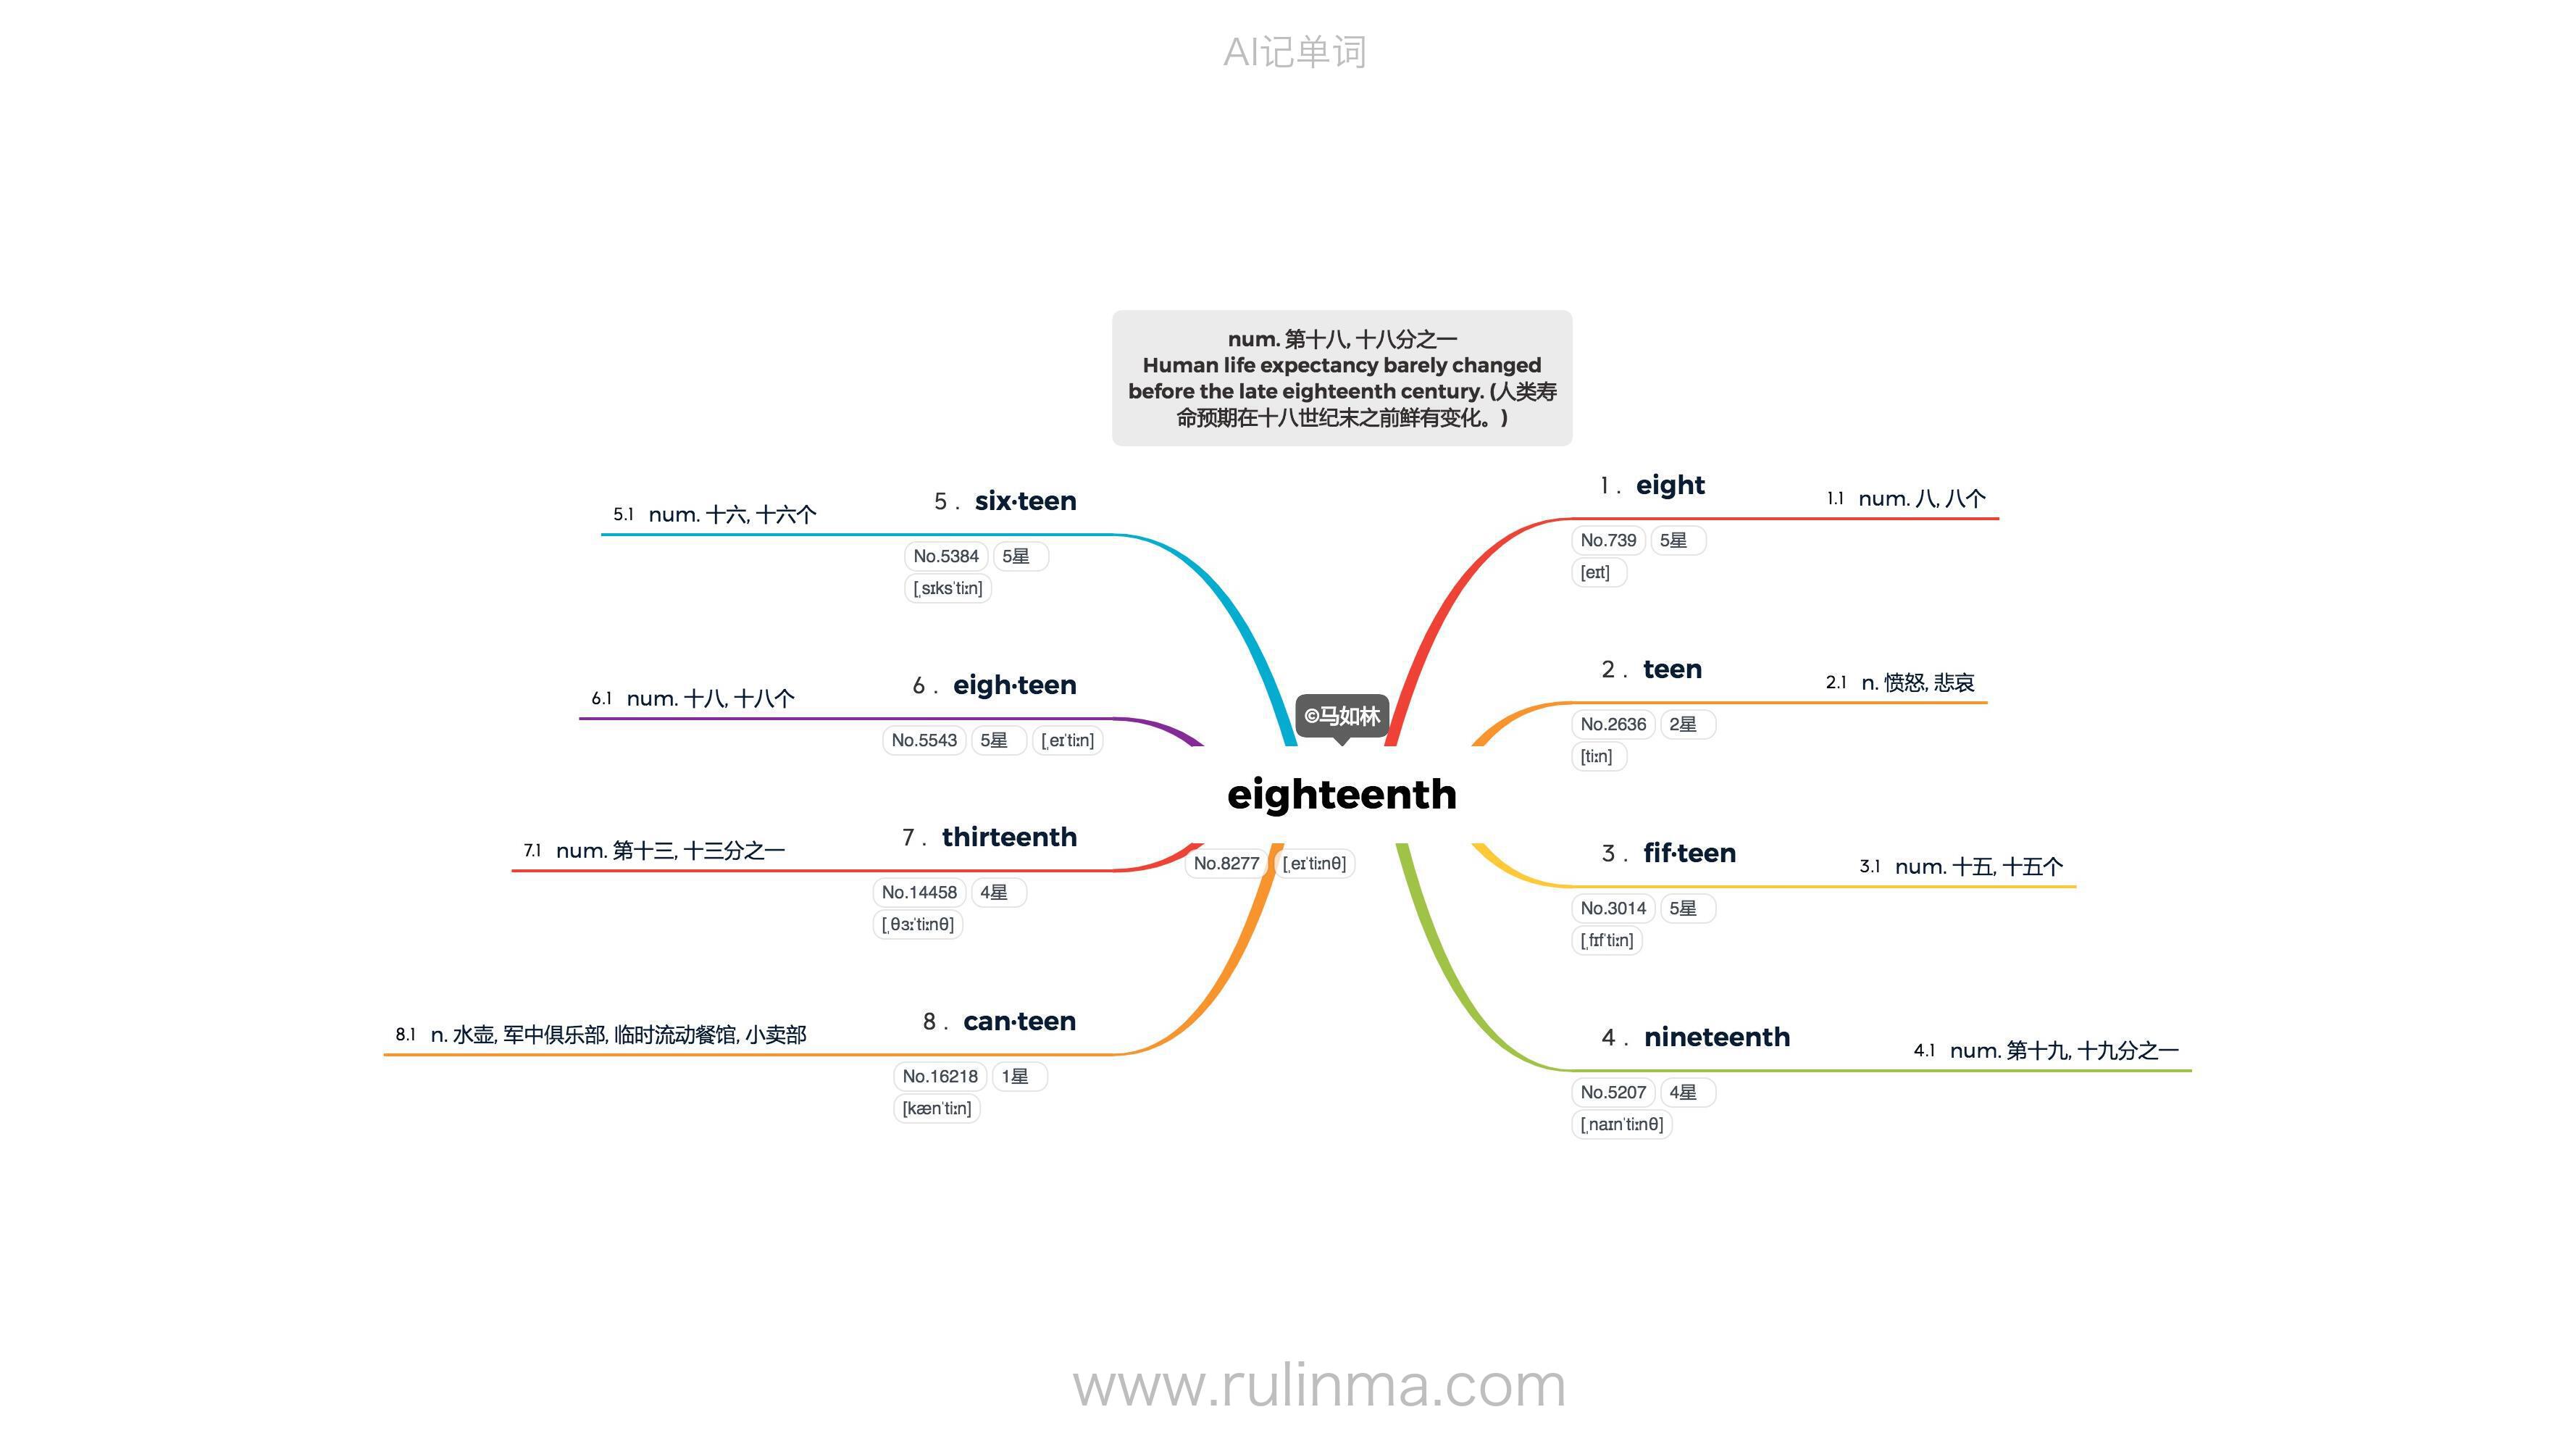 AI记单词
num. 第十八, 十八分之一
Human life expectancy barely changed
before the late eighteenth century. (人类寿
命预期在十八世纪末之前鲜有变化。)
©马如林
eighteenth
No.8277 [ˌeɪˈtiːnθ]
1 . eight
1.1 num. 八, 八个
No.739 5星
[eɪt]
2 . teen
2.1 n. 愤怒, 悲哀
No.2636 2星
[tiːn]
3 . fif·teen
3.1 num. 十五, 十五个
No.3014 5星
[ˌfɪfˈtiːn]
4 . nineteenth
4.1 num. 第十九, 十九分之一
No.5207 4星
[ˌnaɪnˈtiːnθ]
5 . six·teen
5.1 num. 十六, 十六个
No.5384 5星
[ˌsɪksˈtiːn]
6 . eigh·teen
6.1 num. 十八, 十八个
No.5543 5星 [ˌeɪˈtiːn]
7 . thirteenth
7.1 num. 第十三, 十三分之一
No.14458 4星
[ˌθɜːˈtiːnθ]
8 . can·teen
8.1 n. 水壶, 军中俱乐部, 临时流动餐馆, 小卖部
No.16218 1星
[kænˈtiːn]
www.rulinma.com